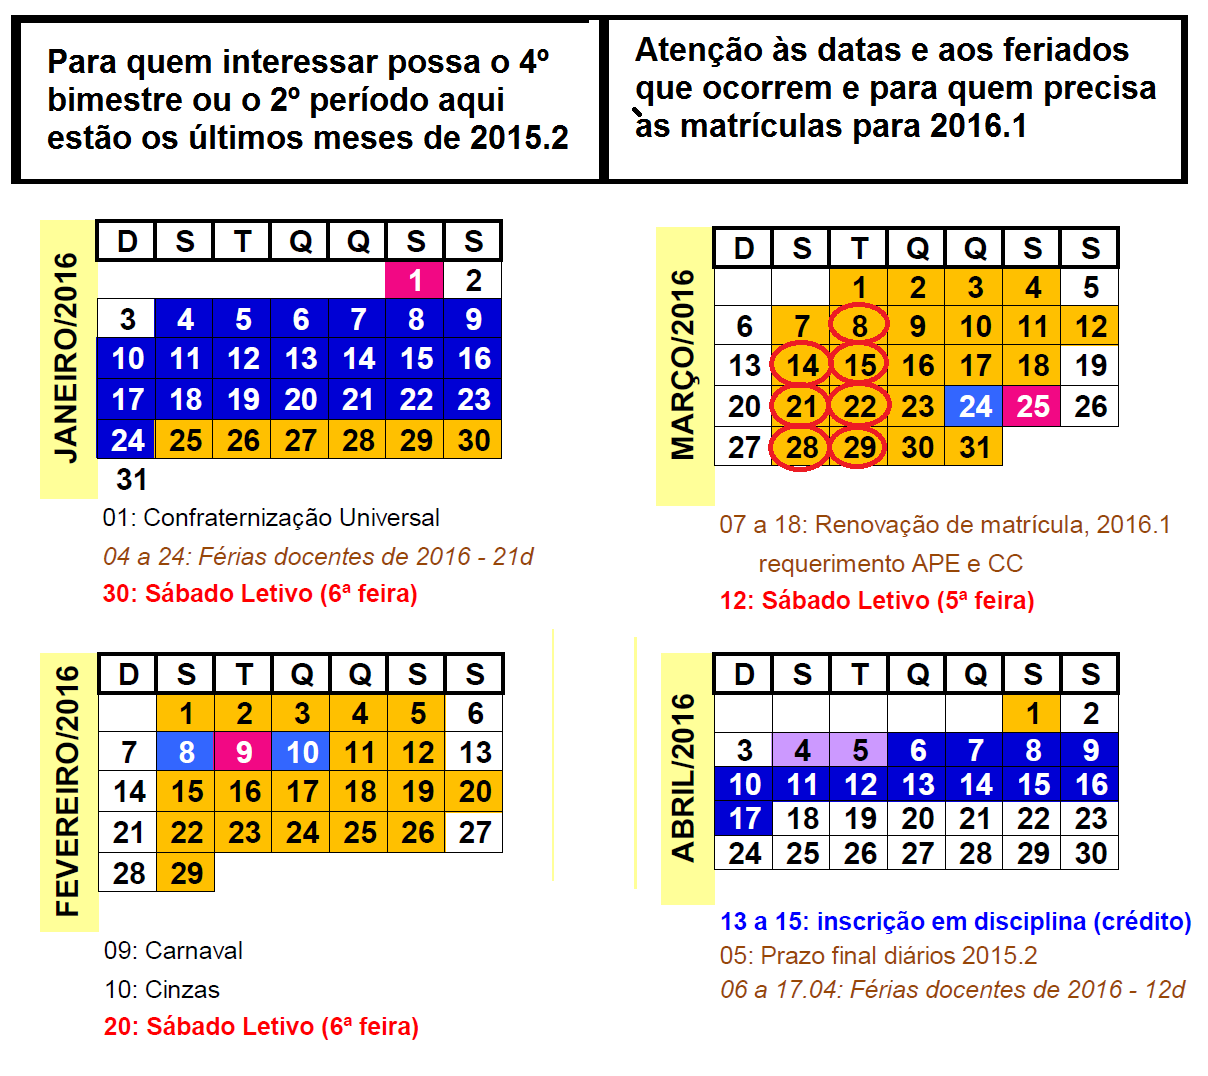 Para quem interessar possa o 4º
bimestre ou o 2º período aqui
estão os últimos meses de 2015.2
Atenção às datas e aos feriados
que ocorrem e para quem precisa
às matrículas para 2016.1
JANEIRO/2016
D S T Q Q S S
1 2
3 4 5 6 7 8 9
10 11 12 13 14 15 16
17 18 19 20 21 22 23
24 25 26 27 28 29 30
31
01: Confraternização Universal
04 a 24: Férias docentes de 2016 - 21d
30: Sábado Letivo (6ª feira)
MARÇO/2016
D S T Q Q S S
1 2 3 4 5
6 7 8 9 10 11 12
13 14 15 16 17 18 19
20 21 22 23 24 25 26
27 28 29 30 31
07 a 18: Renovação de matrícula, 2016.1
requerimento APE e CC
12: Sábado Letivo (5ª feira)
FEVEREIRO/2016
D S T Q Q S S
1 2 3 4 5 6
7 8 9 10 11 12 13
14 15 16 17 18 19 20
21 22 23 24 25 26 27
28 29
09: Carnaval
10: Cinzas
20: Sábado Letivo (6ª feira)
ABRIL/2016
D S T Q Q S S
1 2
3 4 5 6 7 8 9
10 11 12 13 14 15 16
17 18 19 20 21 22 23
24 25 26 27 28 29 30
13 a 15: inscrição em disciplina (crédito)
05: Prazo final diários 2015.2
06 a 17.04: Férias docentes de 2016 - 12d